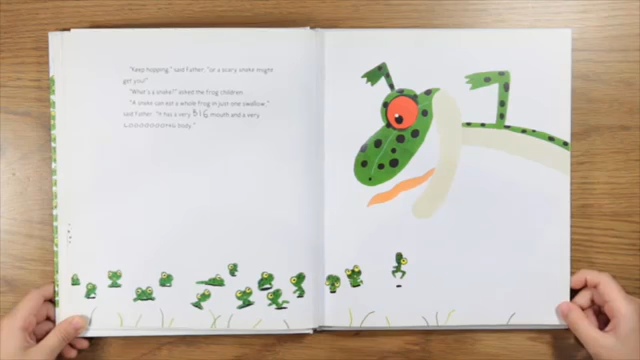 "Keep hopping," said Father, "or a scary snake might
get you!"
"What's a snake?" asked the frog children.
"A snake can eat a whole frog in just one swallow,"
said Father. "It has a very BIG mouth and a very
LOOOOOOONG body."